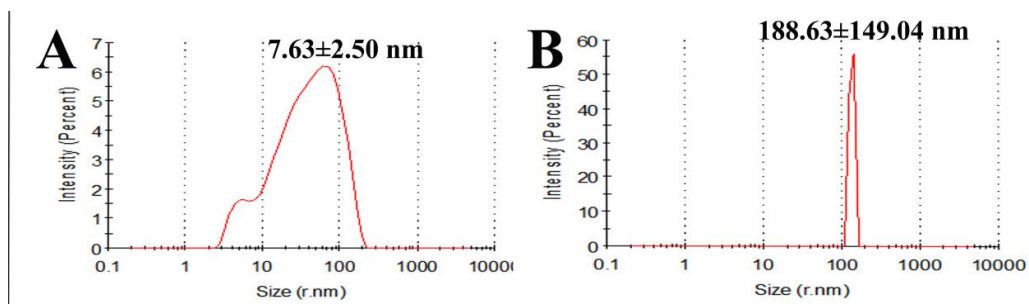 A
7.63±2.50 nm
Intensity (Percent)
7
6
5
4
3
2
1
0
0.1 1 10 100 1000 1000
Size (r.nm)
B
188.63±149.04 nm
Intensity (Percent)
60
50
40
30
20
10
0
0.1 1 10 100 1000 10000
Size (r.nm)